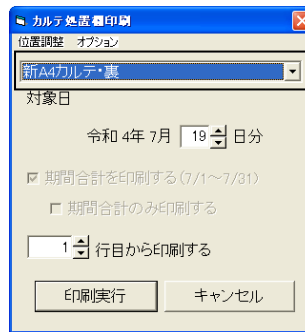 カルテ処置欄印刷
位置調整 オプション
新A4カルテ・裏
対象日
令和 4年 7月 19 日分
期間合計を印刷する(7/1～7/31)
期間合計のみ印刷する
1 行目から印刷する
印刷実行 キャンセル